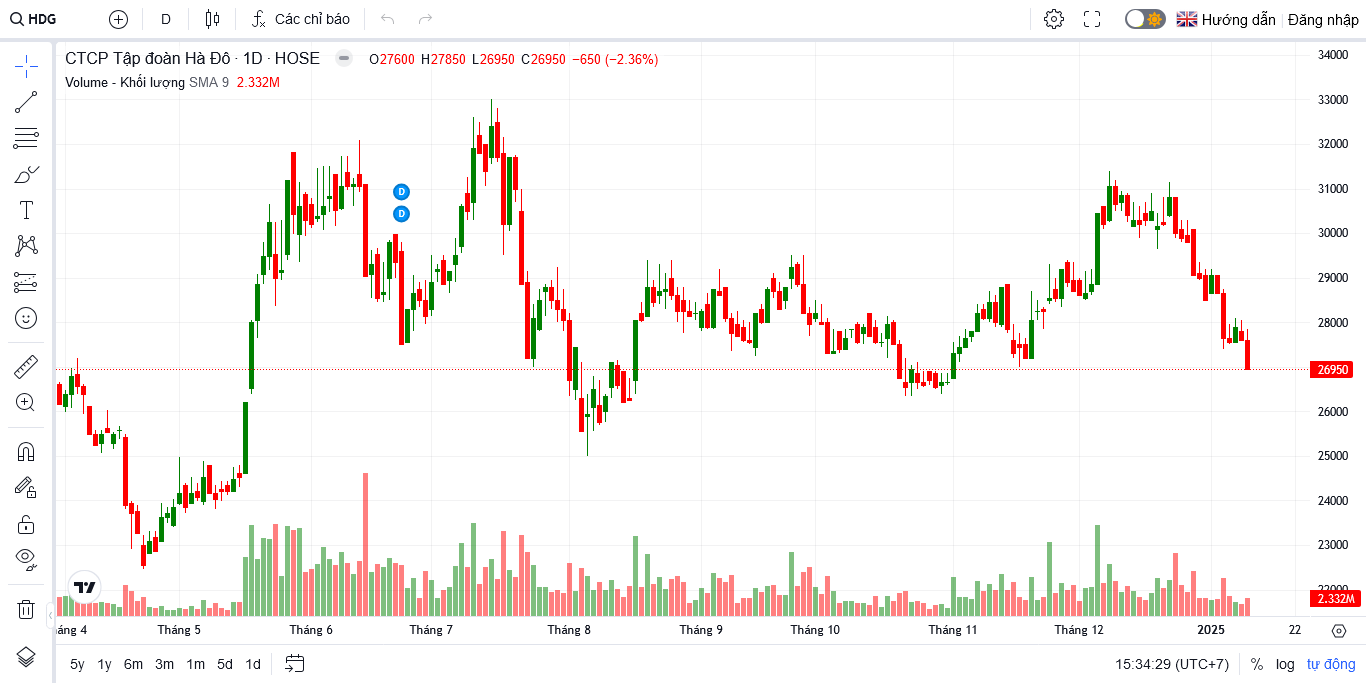 HDG D Các chỉ báo Hướng dẫn Đăng nhập
CTCP Tập đoàn Hà Đô · 1D · HOSE O27600 H27850 L26950 C26950 −650 (−2.36%)
Volume - Khối lượng SMA 9 2.332M
34000
33000
32000
31000
D
D
30000
29000
28000
26950
26000
25000
24000
23000
22000
2.332M
áng 4 Tháng 5 Tháng 6 Tháng 7 Tháng 8 Tháng 9 Tháng 10 Tháng 11 Tháng 12 2025 22
5y 1y 6m 3m 1m 5d 1d 15:34:29 (UTC+7) % log tự động